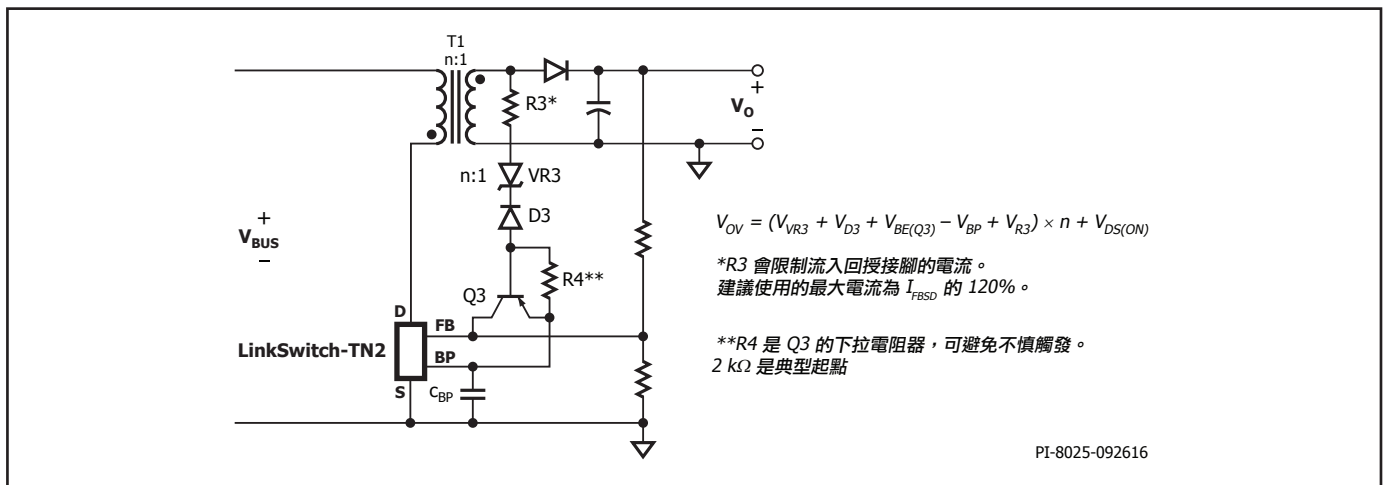 T1
n:1
R3*
+
V_O
–
n:1
VR3
D3
+
V_BUS
–
R4**
Q3
D
FB
LinkSwitch-TN2
BP
S
C_BP
V_OV = (V_VR3 + V_D3 + V_BE(Q3) – V_BP + V_R3) × n + V_DS(ON)
*R3 會限制流入回授接腳的電流。
建議使用的最大電流為 I_FBSD 的 120%。
**R4 是 Q3 的下拉電阻器，可避免不慎觸發。
2 kΩ 是典型起點
PI-8025-092616